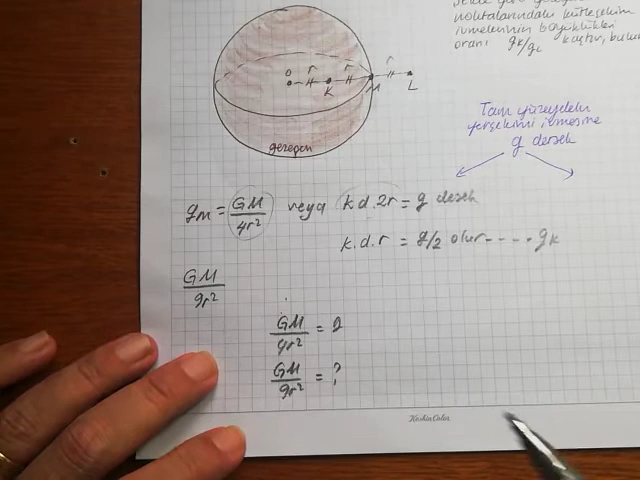 noktalarındaki kütleçekim
ivmelerinin büyüklükleri
oranı gK/gL kaçtır, bulun
O r K r M r L
gezegen
Tam yüzeydeki
yerçekimi ivmesine
g dersek
gM = GM/4r² veya k.d.2r = g dersek
k.d.r = g/2 olur----. gK
GM/9r²
GM/4r² = g
GM/9r² = ?